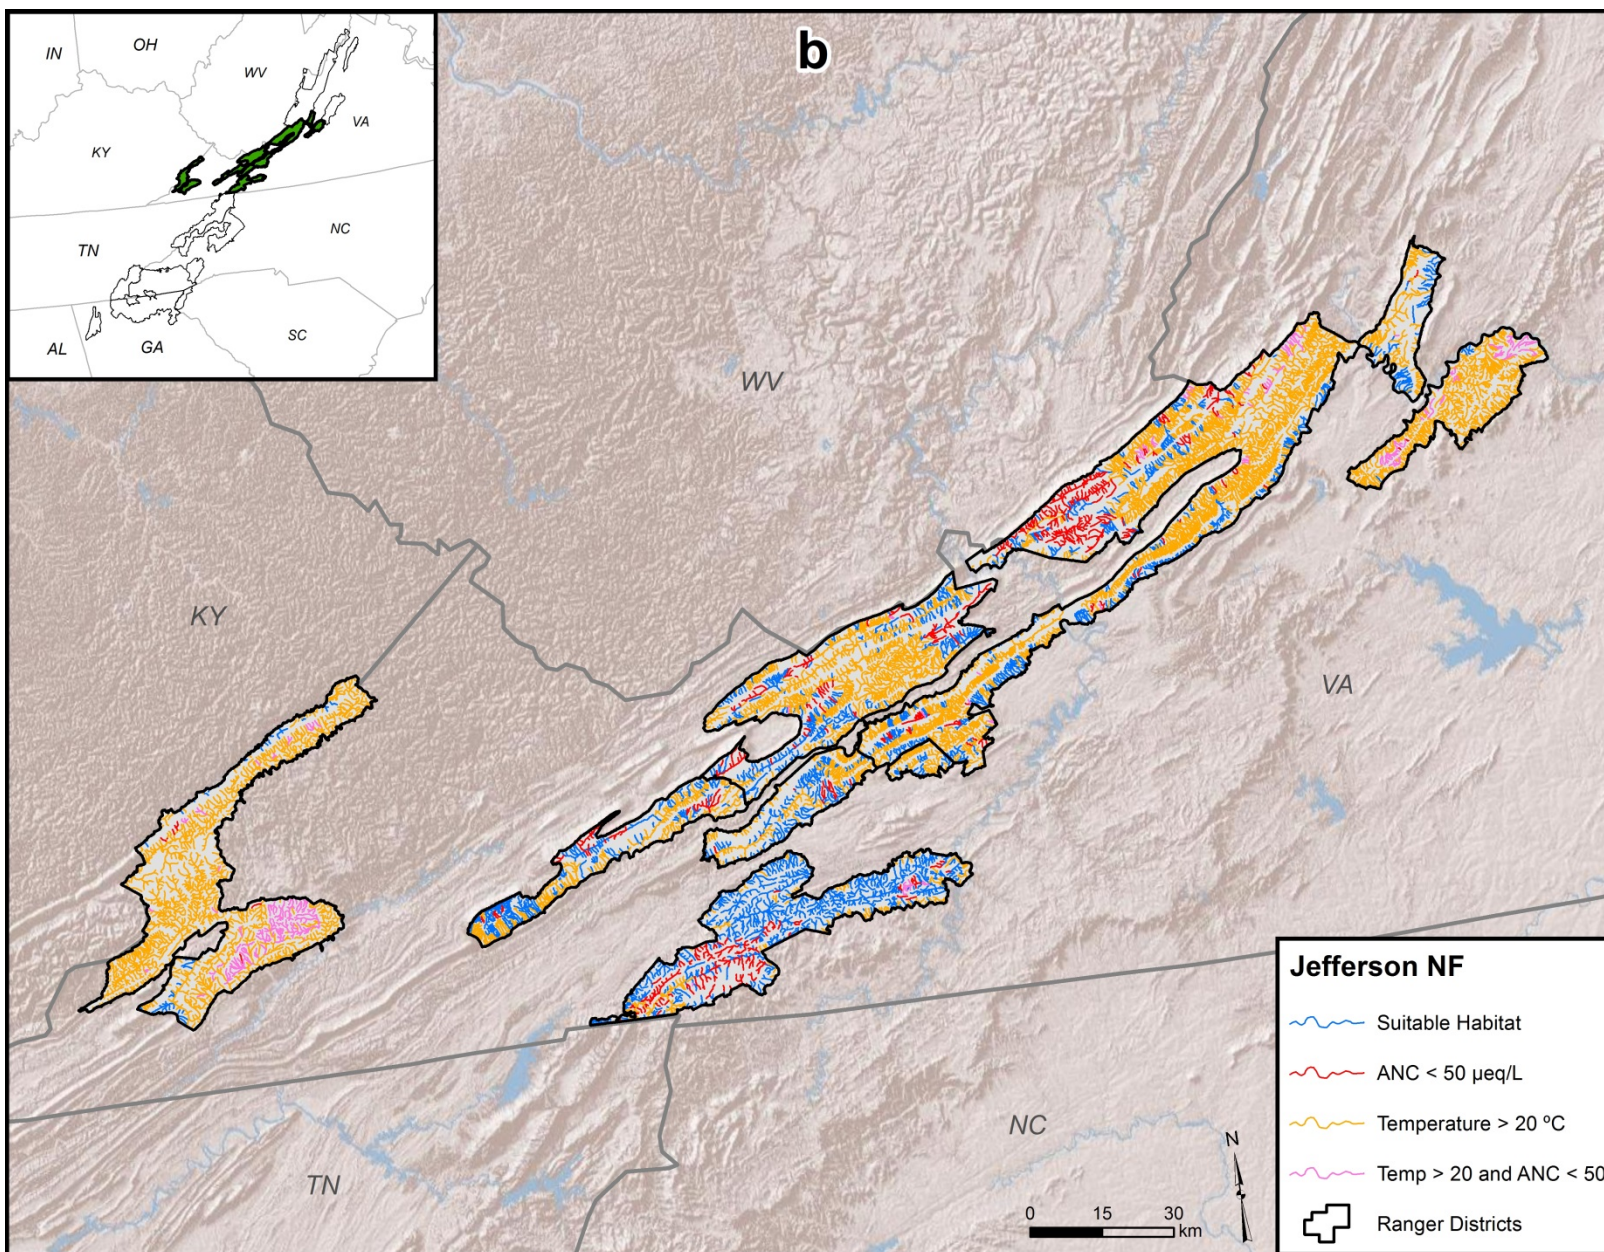 b
IN
OH
WV
VA
KY
TN
NC
SC
AL
GA
WV
KY
VA
NC
TN
N
0 15 30
km
Jefferson NF
Suitable Habitat
ANC < 50 µeq/L
Temperature > 20 ºC
Temp > 20 and ANC < 50
Ranger Districts